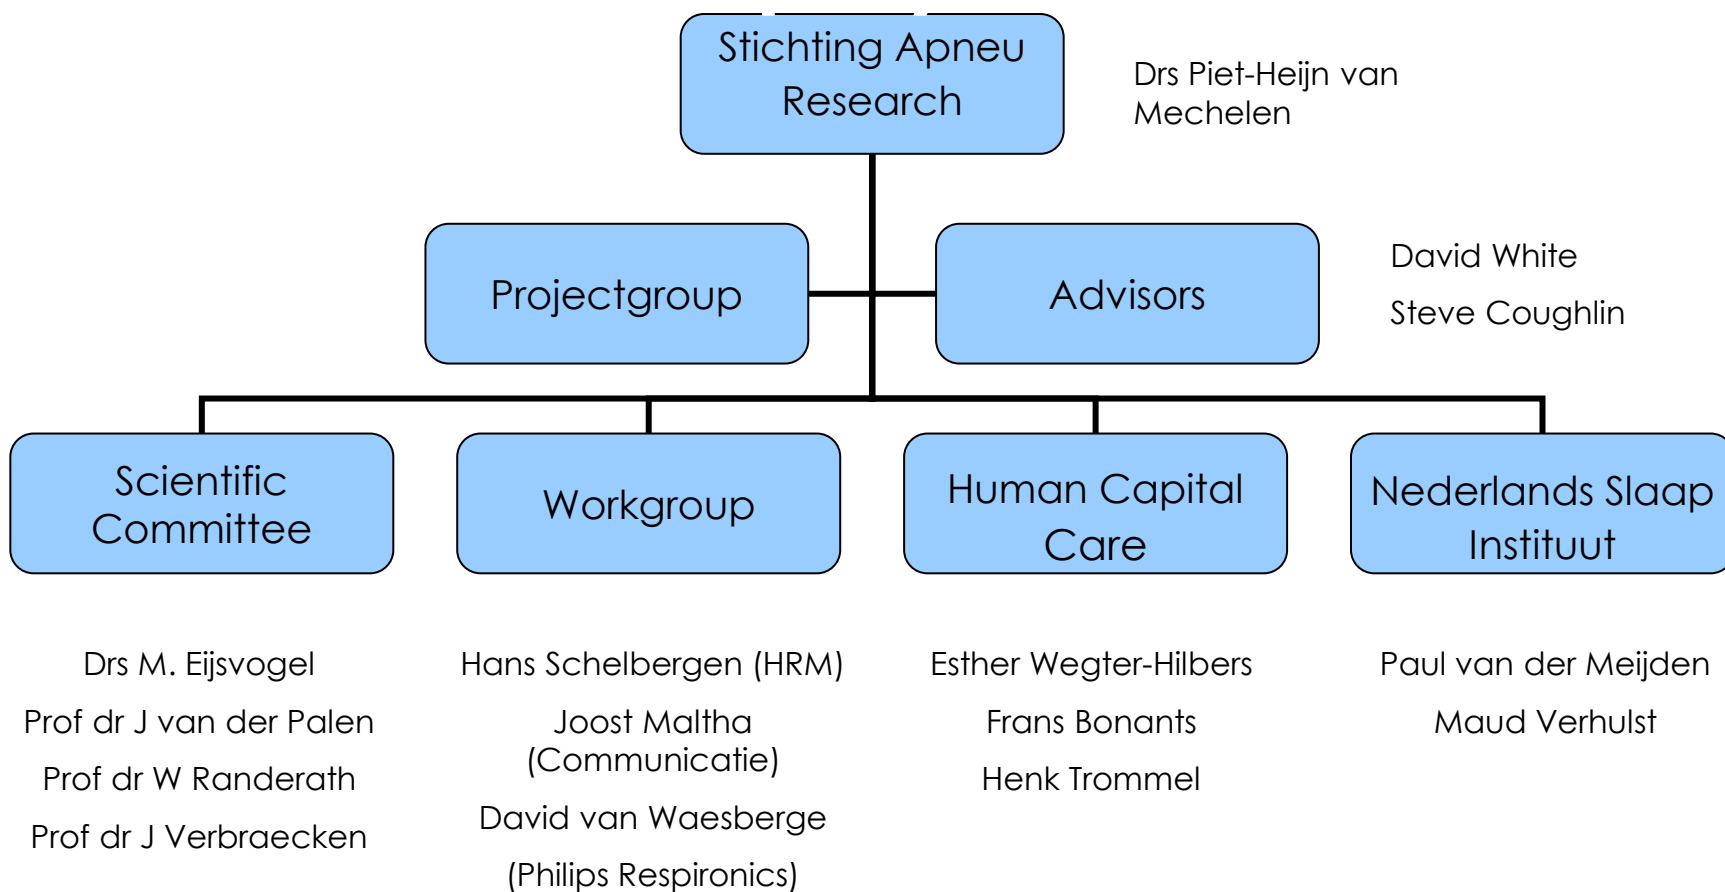 Stichting Apneu
Research
Drs Piet-Heijn van
Mechelen
Projectgroup
Advisors
David White
Steve Coughlin
Scientific
Committee
Workgroup
Human Capital
Care
Nederlands Slaap
Instituut
Drs M. Eijsvogel
Prof dr J van der Palen
Prof dr W Randerath
Prof dr J Verbraecken
Hans Schelbergen (HRM)
Joost Maltha
(Communicatie)
David van Waesberge
(Philips Respironics)
Esther Wegter-Hilbers
Frans Bonants
Henk Trommel
Paul van der Meijden
Maud Verhulst